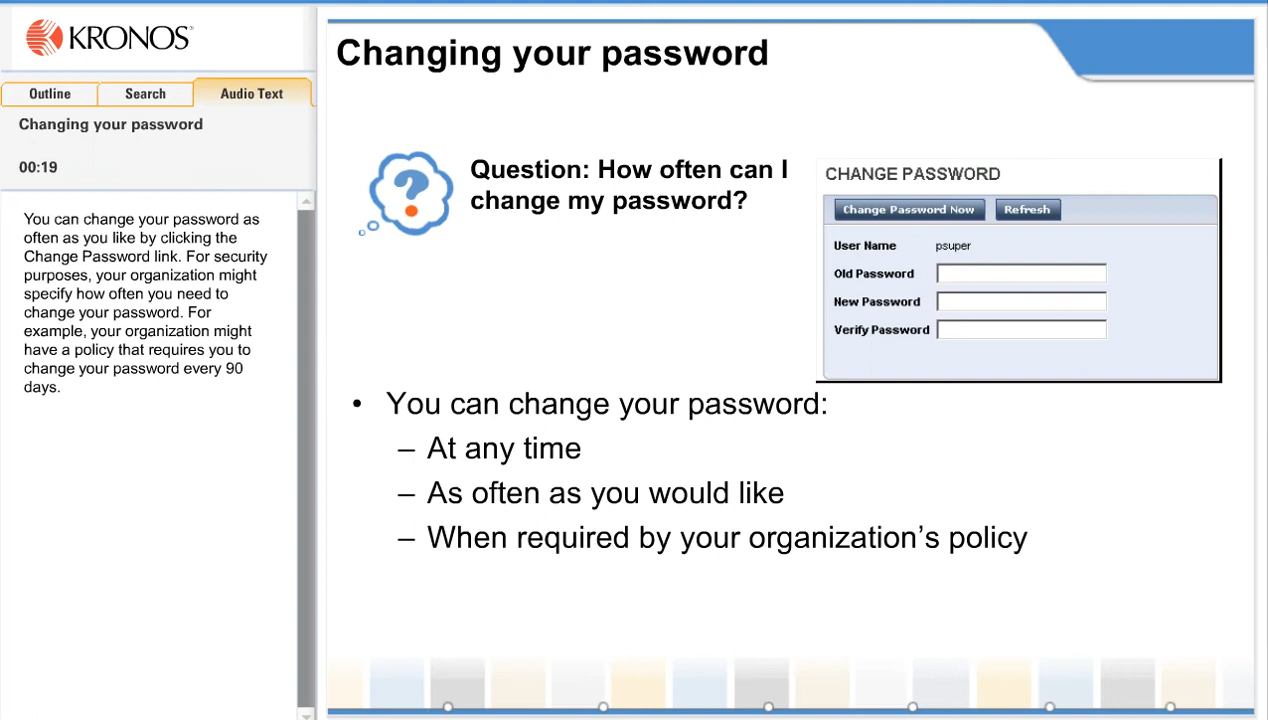 KRONOS
Outline
Search
Audio Text
Changing your password
00:19
You can change your password as
often as you like by clicking the
Change Password link. For security
purposes, your organization might
specify how often you need to
change your password. For
example, your organization might
have a policy that requires you to
change your password every 90
days.
Changing your password
?
Question: How often can I
change my password?
CHANGE PASSWORD
Change Password Now
Refresh
User Name psuper
Old Password
New Password
Verify Password
• You can change your password:
– At any time
– As often as you would like
– When required by your organization’s policy